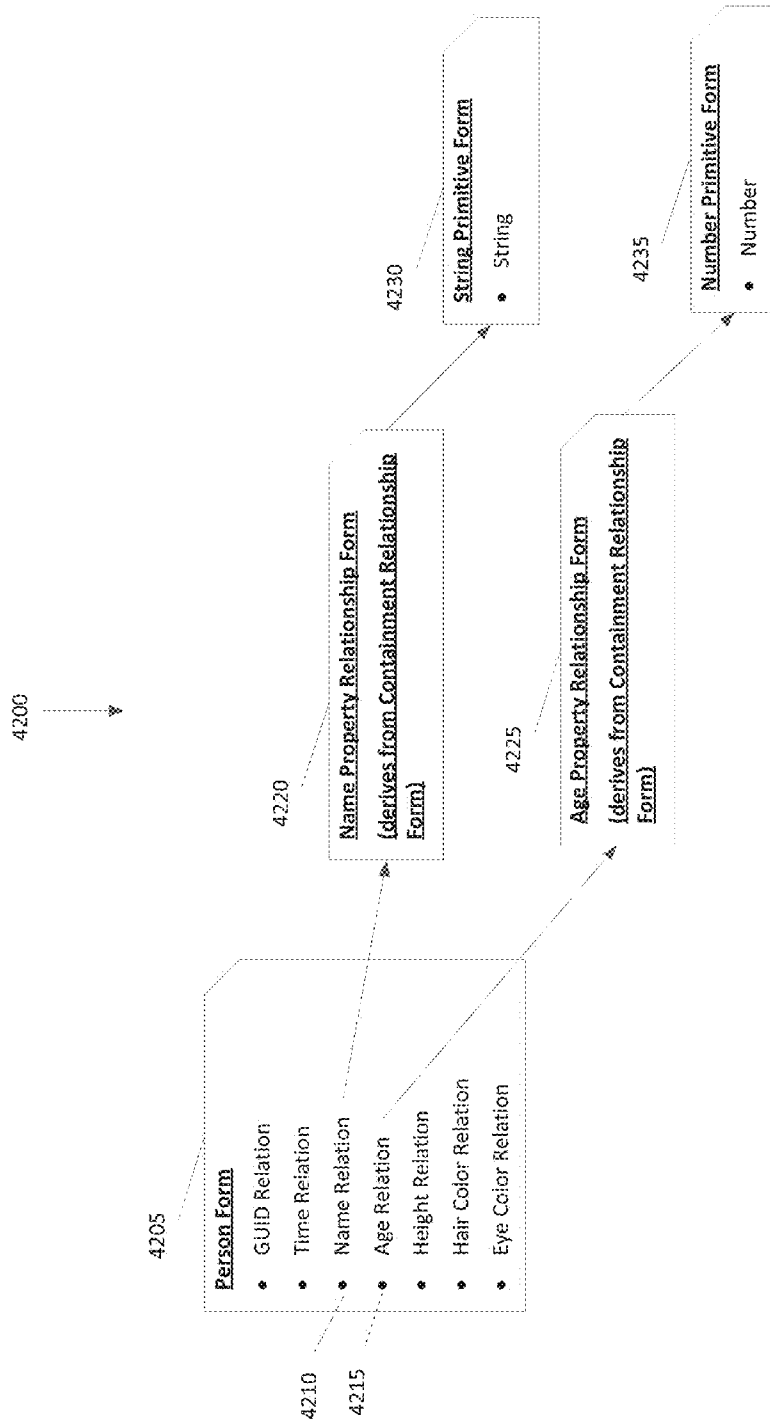 4200
4205
Person Form
• GUID Relation
• Time Relation
• Name Relation
• Age Relation
• Height Relation
• Hair Color Relation
• Eye Color Relation
4210
4215
4220
Name Property Relationship Form
(derives from Containment Relationship
Form)
4225
Age Property Relationship Form
(derives from Containment Relationship
Form)
4230
String Primitive Form
• String
4235
Number Primitive Form
• Number